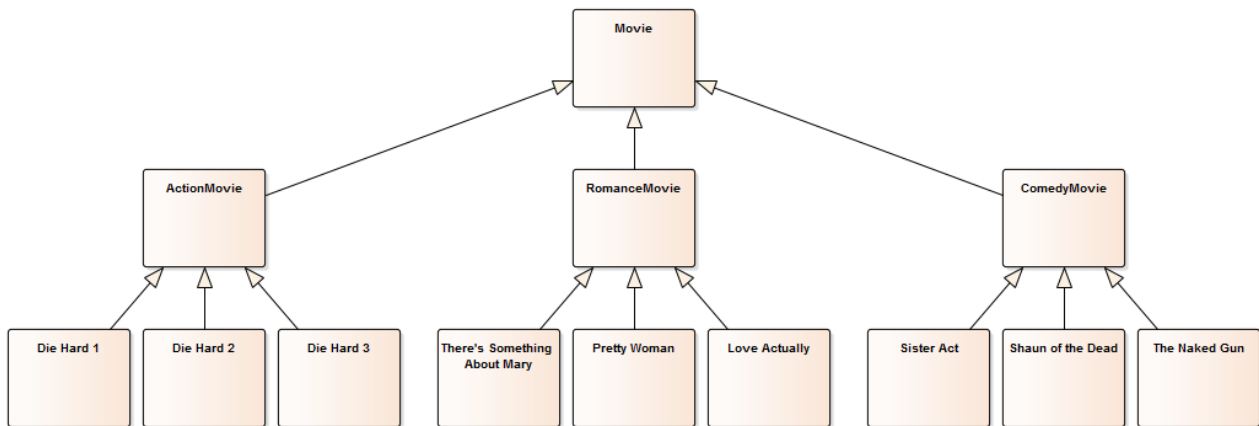 Movie
ActionMovie
RomanceMovie
ComedyMovie
Die Hard 1
Die Hard 2
Die Hard 3
There's Something
About Mary
Pretty Woman
Love Actually
Sister Act
Shaun of the Dead
The Naked Gun